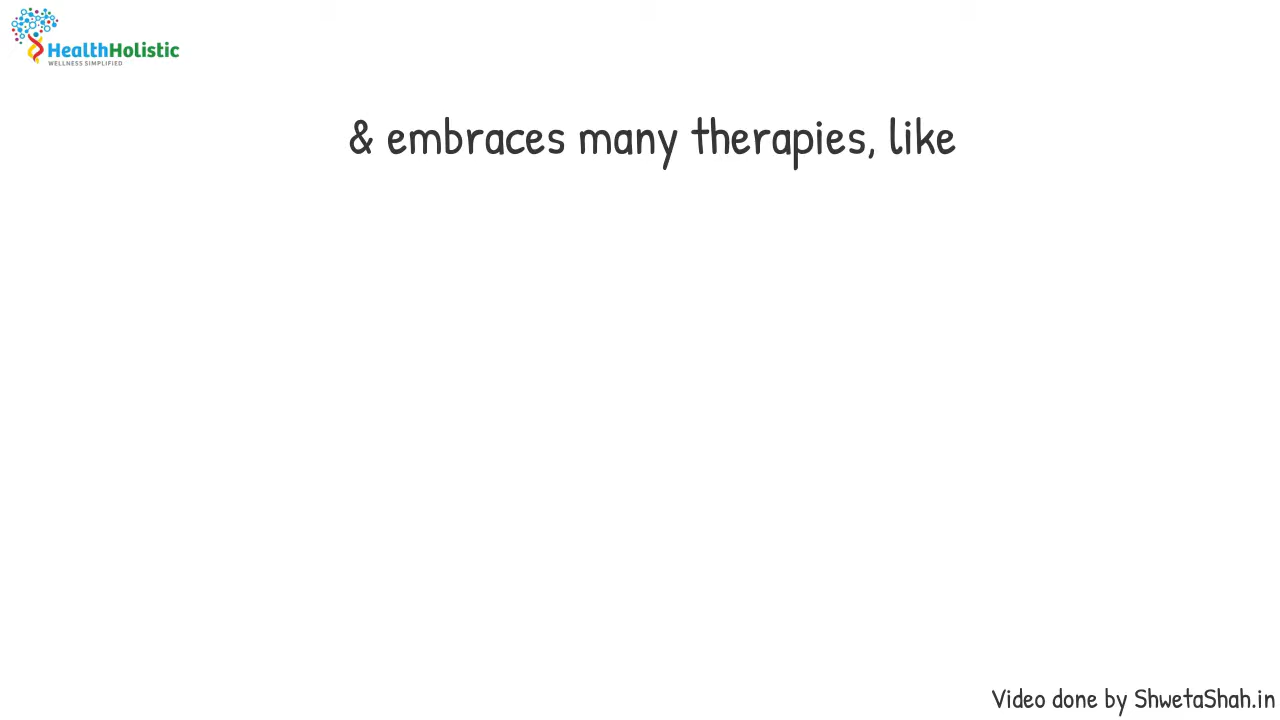 HealthHolistic
WELLNESS SIMPLIFIED
& embraces many therapies, like
Video done by ShwetaShah.in